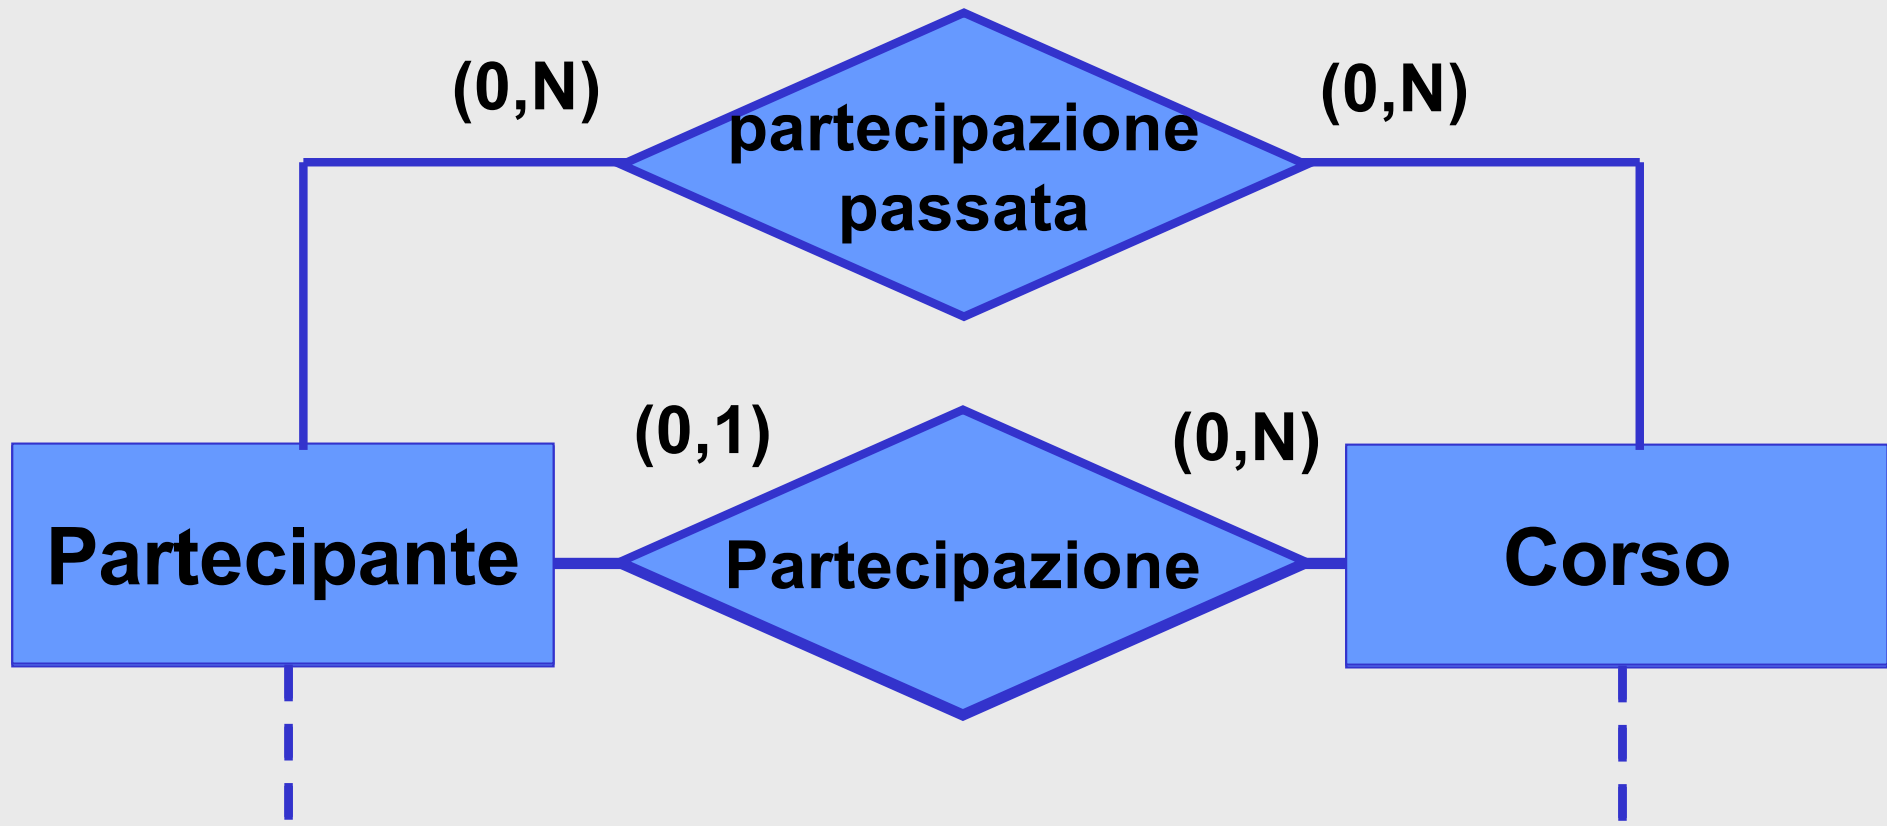 (0,N)
(0,N)
partecipazione
passata
(0,1)
(0,N)
Partecipante
Partecipazione
Corso